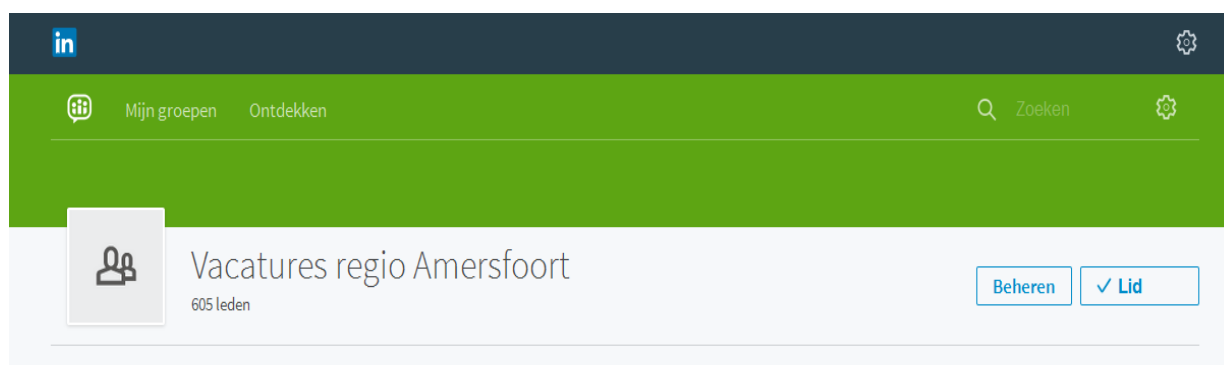 in
Mijn groepen Ontdekken Zoeken
Vacatures regio Amersfoort
605 leden
Beheren ✓ Lid